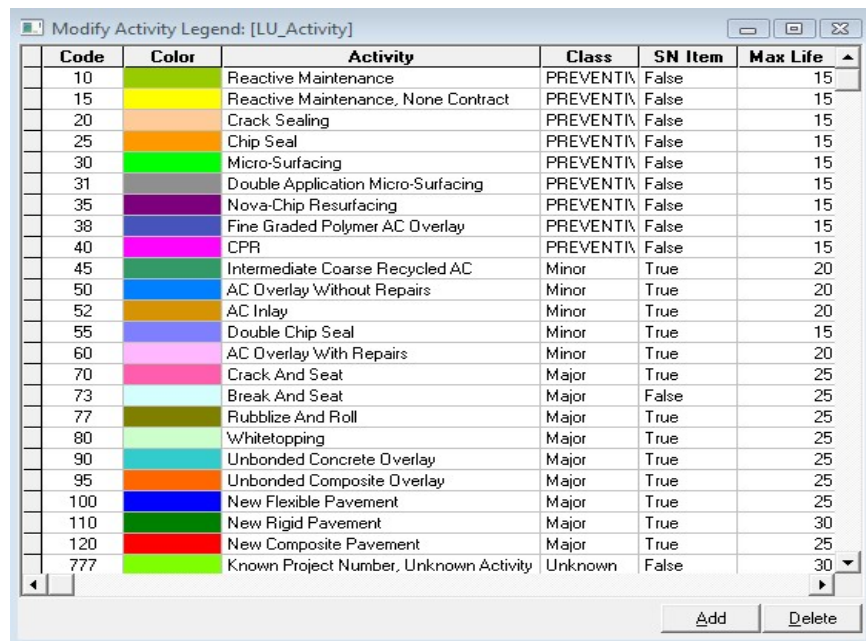 Modify Activity Legend: [LU_Activity]
Code Color Activity Class SN Item Max Life
10 Reactive Maintenance PREVENTIV False 15
15 Reactive Maintenance, None Contract PREVENTIV False 15
20 Crack Sealing PREVENTIV False 15
25 Chip Seal PREVENTIV False 15
30 Micro-Surfacing PREVENTIV False 15
31 Double Application Micro-Surfacing PREVENTIV False 15
35 Nova-Chip Resurfacing PREVENTIV False 15
38 Fine Graded Polymer AC Overlay PREVENTIV False 15
40 CPR PREVENTIV False 15
45 Intermediate Coarse Recycled AC Minor True 20
50 AC Overlay Without Repairs Minor True 20
52 AC Inlay Minor True 20
55 Double Chip Seal Minor True 15
60 AC Overlay With Repairs Minor True 20
70 Crack And Seat Major True 25
73 Break And Seat Major False 25
77 Rubblize And Roll Major True 25
80 Whitetopping Major True 25
90 Unbonded Concrete Overlay Major True 25
95 Unbonded Composite Overlay Major True 25
100 New Flexible Pavement Major True 25
110 New Rigid Pavement Major True 30
120 New Composite Pavement Major True 25
777 Known Project Number, Unknown Activity Unknown False 30
Add Delete